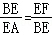 BE/EA = EF/BE